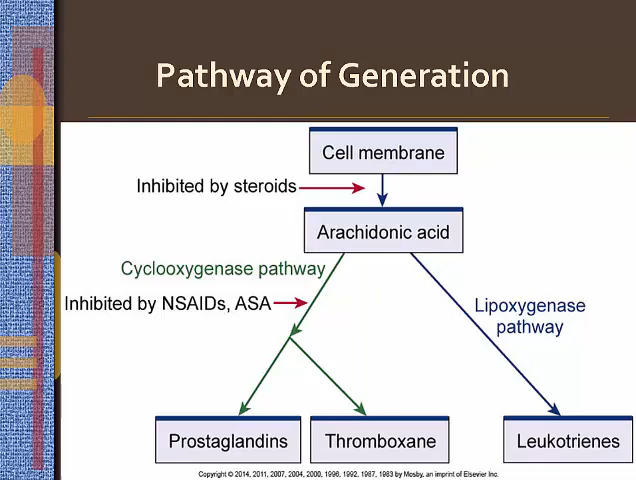 Pathway of Generation
Cell membrane
Inhibited by steroids
Arachidonic acid
Cyclooxygenase pathway
Inhibited by NSAIDs, ASA
Lipoxygenase
pathway
Prostaglandins
Thromboxane
Leukotrienes
Copyright © 2014, 2011, 2007, 2004, 2000, 1996, 1992, 1987, 1983 by Mosby, an imprint of Elsevier Inc.